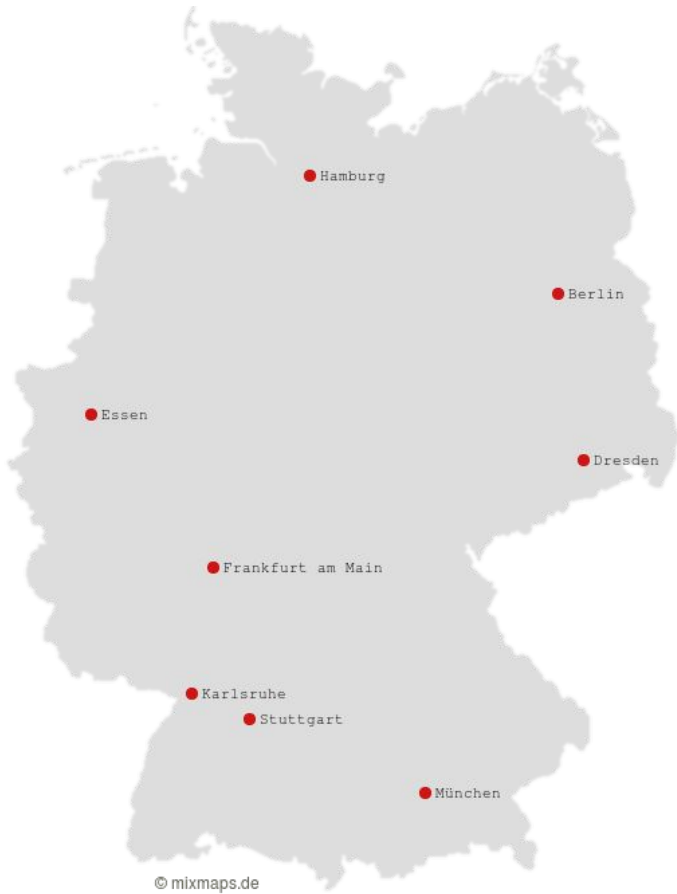 Hamburg
Berlin
Essen
Dresden
Frankfurt am Main
Karlsruhe
Stuttgart
München
© mixmaps.de